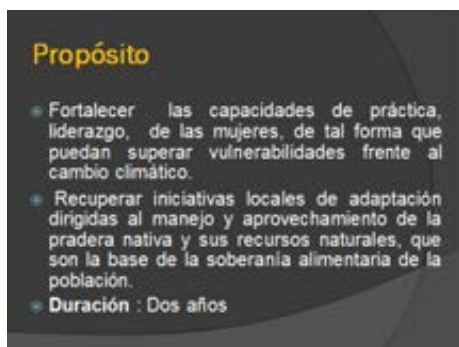 Propósito
Fortalecer las capacidades de práctica,
liderazgo, de las mujeres, de tal forma que
puedan superar vulnerabilidades frente al
cambio climático.
Recuperar iniciativas locales de adaptación
dirigidas al manejo y aprovechamiento de la
pradera nativa y sus recursos naturales, que
son la base de la soberanía alimentaria de la
población.
Duración : Dos años